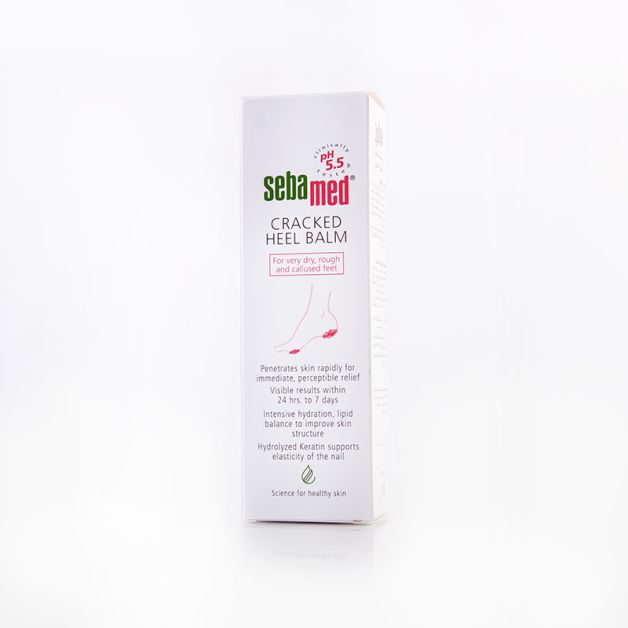 clinically
pH
5.5
tested
sebamed®
CRACKED
HEEL BALM
For very dry, rough
and callused feet
Penetrates skin rapidly for
immediate, perceptible relief
Visible results within
24 hrs. to 7 days
Intensive hydration, lipid
balance to improve skin
structure
Hydrolyzed Keratin supports
elasticity of the nail
Science for healthy skin